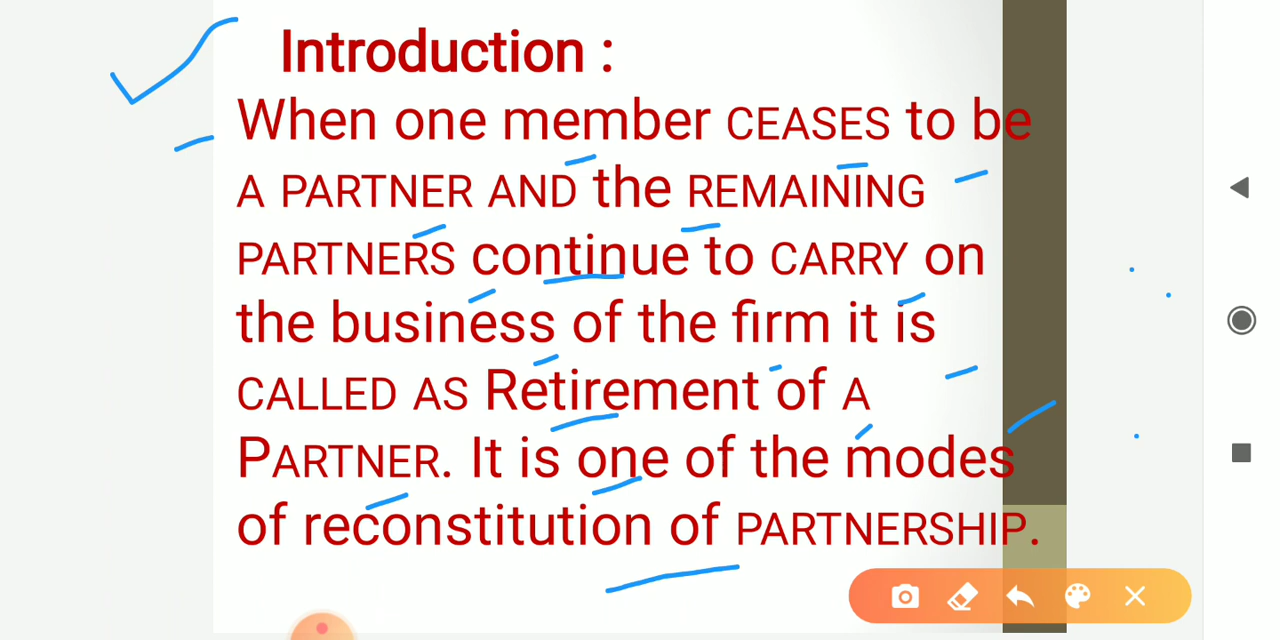 Introduction :
When one member CEASES to be
A PARTNER AND the REMAINING
PARTNERS continue to CARRY on
the business of the firm it is
CALLED AS Retirement of A
PARTNER. It is one of the modes
of reconstitution of PARTNERSHIP.